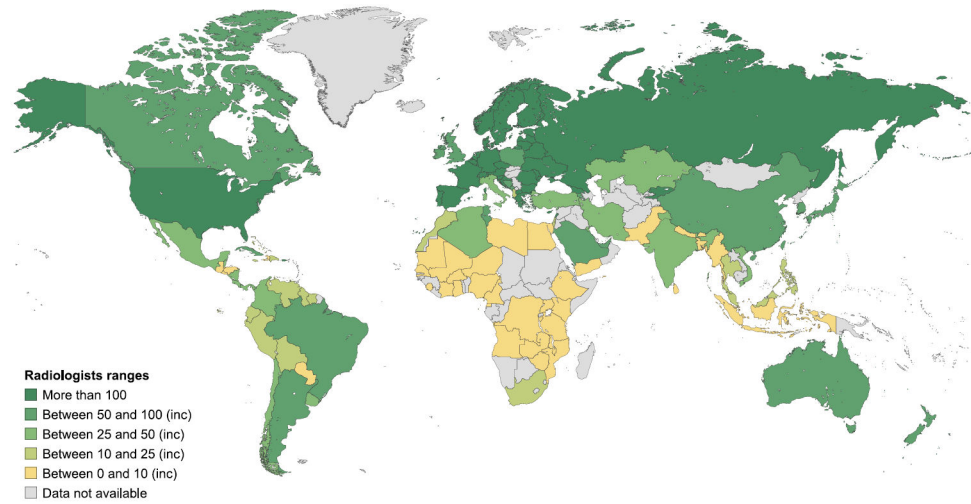 Radiologists ranges
More than 100
Between 50 and 100 (inc)
Between 25 and 50 (inc)
Between 10 and 25 (inc)
Between 0 and 10 (inc)
Data not available